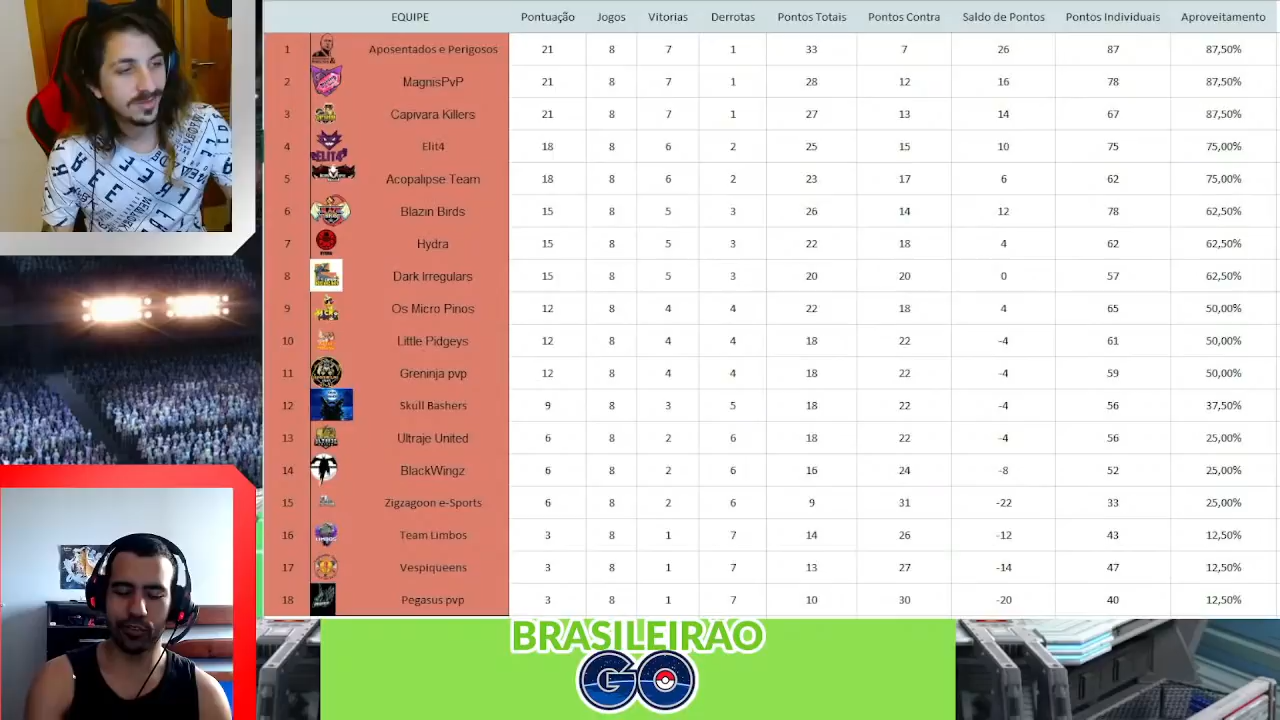 EQUIPE Pontuação Jogos Vitorias Derrotas Pontos Totais Pontos Contra Saldo de Pontos Pontos Individuais Aproveitamento
1 Aposentados e Perigosos 21 8 7 1 33 7 26 87 87,50%
2 MagnisPvP 21 8 7 1 28 12 16 78 87,50%
3 Capivara Killers 21 8 7 1 27 13 14 67 87,50%
4 Elit4 18 8 6 2 25 15 10 75 75,00%
5 Acopalipse Team 18 8 6 2 23 17 6 68 75,00%
6 Blazin Birds 15 8 5 3 26 14 12 78 62,50%
7 Hydra 15 8 5 3 22 18 4 62 62,50%
8 Dark Irregulars 15 8 5 3 20 20 0 57 62,50%
9 Os Micro Pinos 12 8 4 4 22 18 4 65 50,00%
10 Little Pidgeys 12 8 4 4 18 22 -4 61 50,00%
11 Greninja pvp 12 8 4 4 18 22 -4 59 50,00%
12 Skull Bashers 9 8 3 5 18 22 -4 56 37,50%
13 Ultraje United 6 8 2 6 18 22 -4 56 25,00%
14 BlackWingz 6 8 2 6 16 24 -8 52 25,00%
15 Zigzagoon e-Sports 6 8 2 6 9 31 -22 33 25,00%
16 Team Limbos 3 8 1 7 14 26 -12 43 12,50%
17 Vespiqueens 3 8 1 7 13 27 -14 45 12,50%
18 Pegasus pvp 3 8 1 7 10 30 -20 38 12,50%
BRASILEIRAO
GO